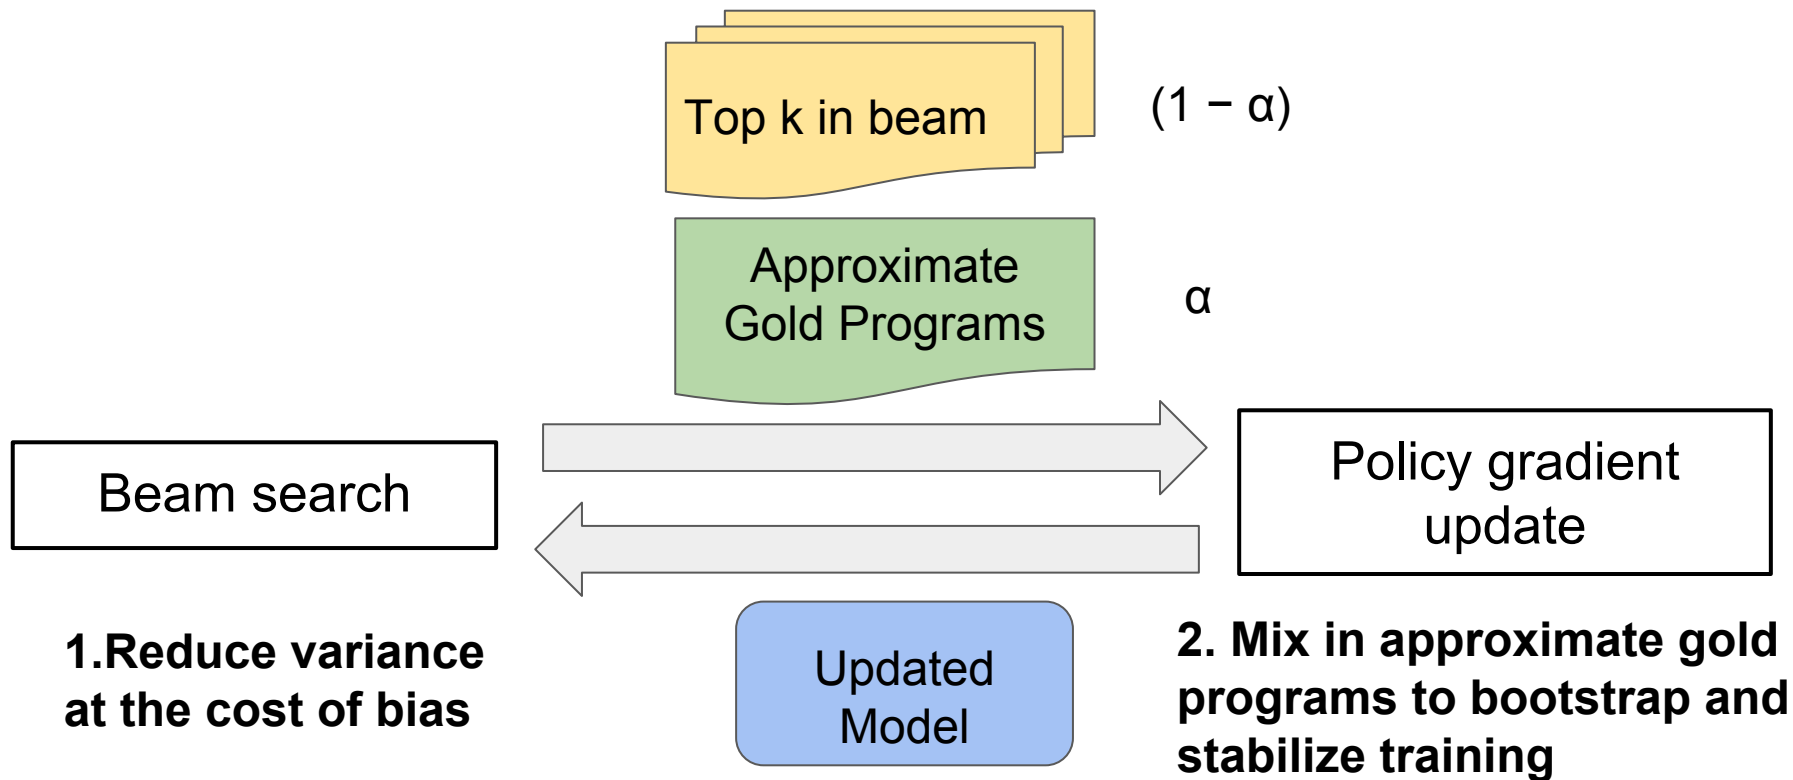 Top k in beam
(1 − α)
Approximate
Gold Programs
α
Beam search
Policy gradient
update
1.Reduce variance
at the cost of bias
Updated
Model
2. Mix in approximate gold
programs to bootstrap and
stabilize training